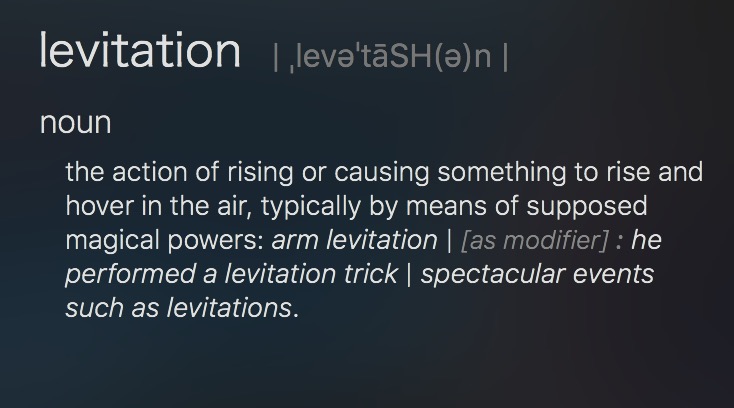 levitation | ˌlevəˈtāSH(ə)n |
noun
the action of rising or causing something to rise and
hover in the air, typically by means of supposed
magical powers: arm levitation | [as modifier] : he
performed a levitation trick | spectacular events
such as levitations.